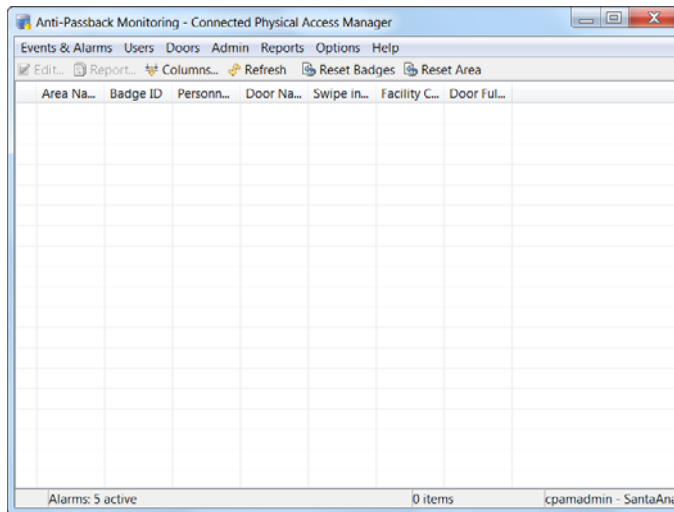 Anti-Passback Monitoring - Connected Physical Access Manager
Events & Alarms Users Doors Admin Reports Options Help
Edit... Report... Columns... Refresh Reset Badges Reset Area
Area Na... Badge ID Personn... Door Na... Swipe in... Facility C... Door Ful...
Alarms: 5 active 0 items cpamadmin - SantaAna